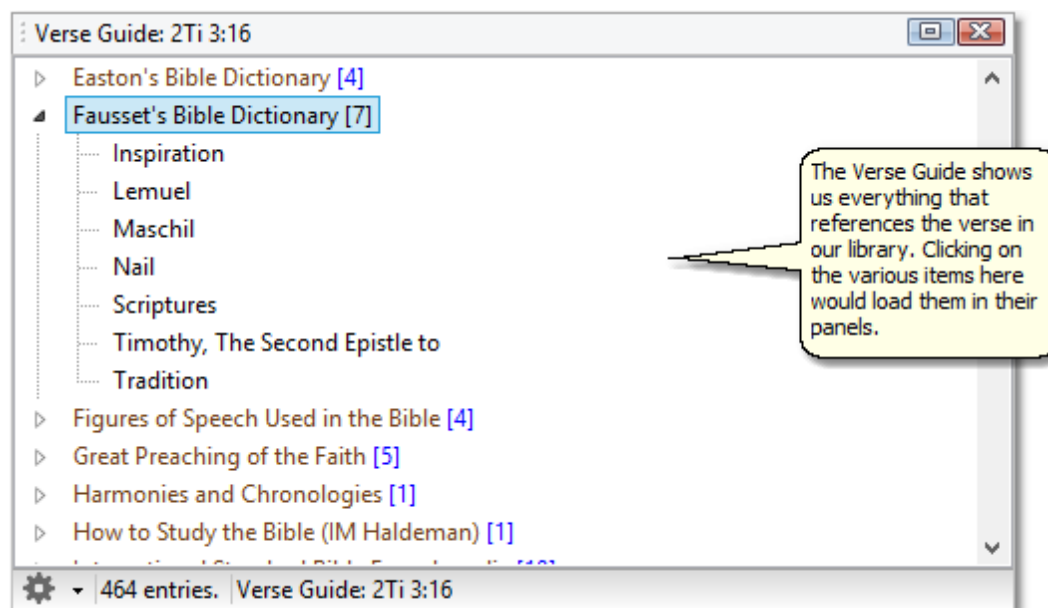 Verse Guide: 2Ti 3:16
Easton's Bible Dictionary [4]
Fausset's Bible Dictionary [7]
Inspiration
Lemuel
Maschil
Nail
Scriptures
Timothy, The Second Epistle to
Tradition
Figures of Speech Used in the Bible [4]
Great Preaching of the Faith [5]
Harmonies and Chronologies [1]
How to Study the Bible (IM Haldeman) [1]
The Verse Guide shows
us everything that
references the verse in
our library. Clicking on
the various items here
would load them in their
panels.
464 entries. Verse Guide: 2Ti 3:16